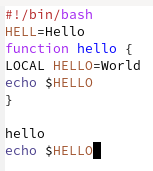 #!/bin/bash
HELL=Hello
function hello {
LOCAL HELLO=World
echo $HELLO
}
hello
echo $HELLO